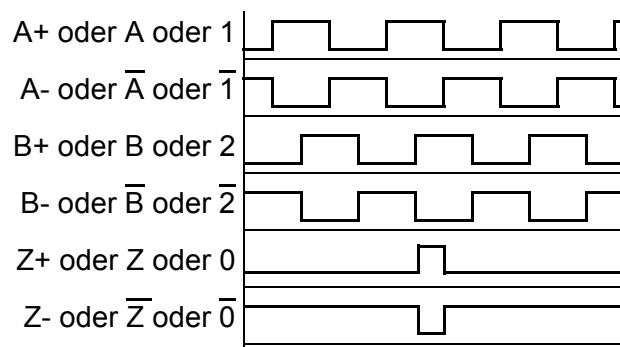 A+ oder A oder 1
A- oder A̅ oder 1̅
B+ oder B oder 2
B- oder B̅ oder 2̅
Z+ oder Z oder 0
Z- oder Z̅ oder 0̅